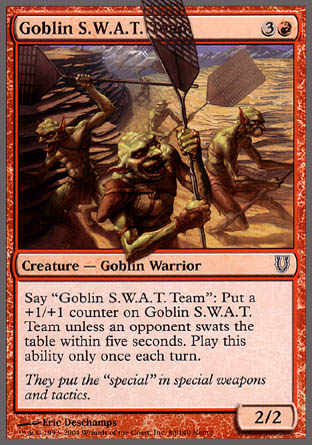 Goblin S.W.A.T. Team
3
Creature — Goblin Warrior
Say “Goblin S.W.A.T. Team”: Put a
+1/+1 counter on Goblin S.W.A.T.
Team unless an opponent swats the
table within five seconds. Play this
ability only once each turn.
They put the “special” in special weapons
and tactics.
Eric Deschamps
2/2